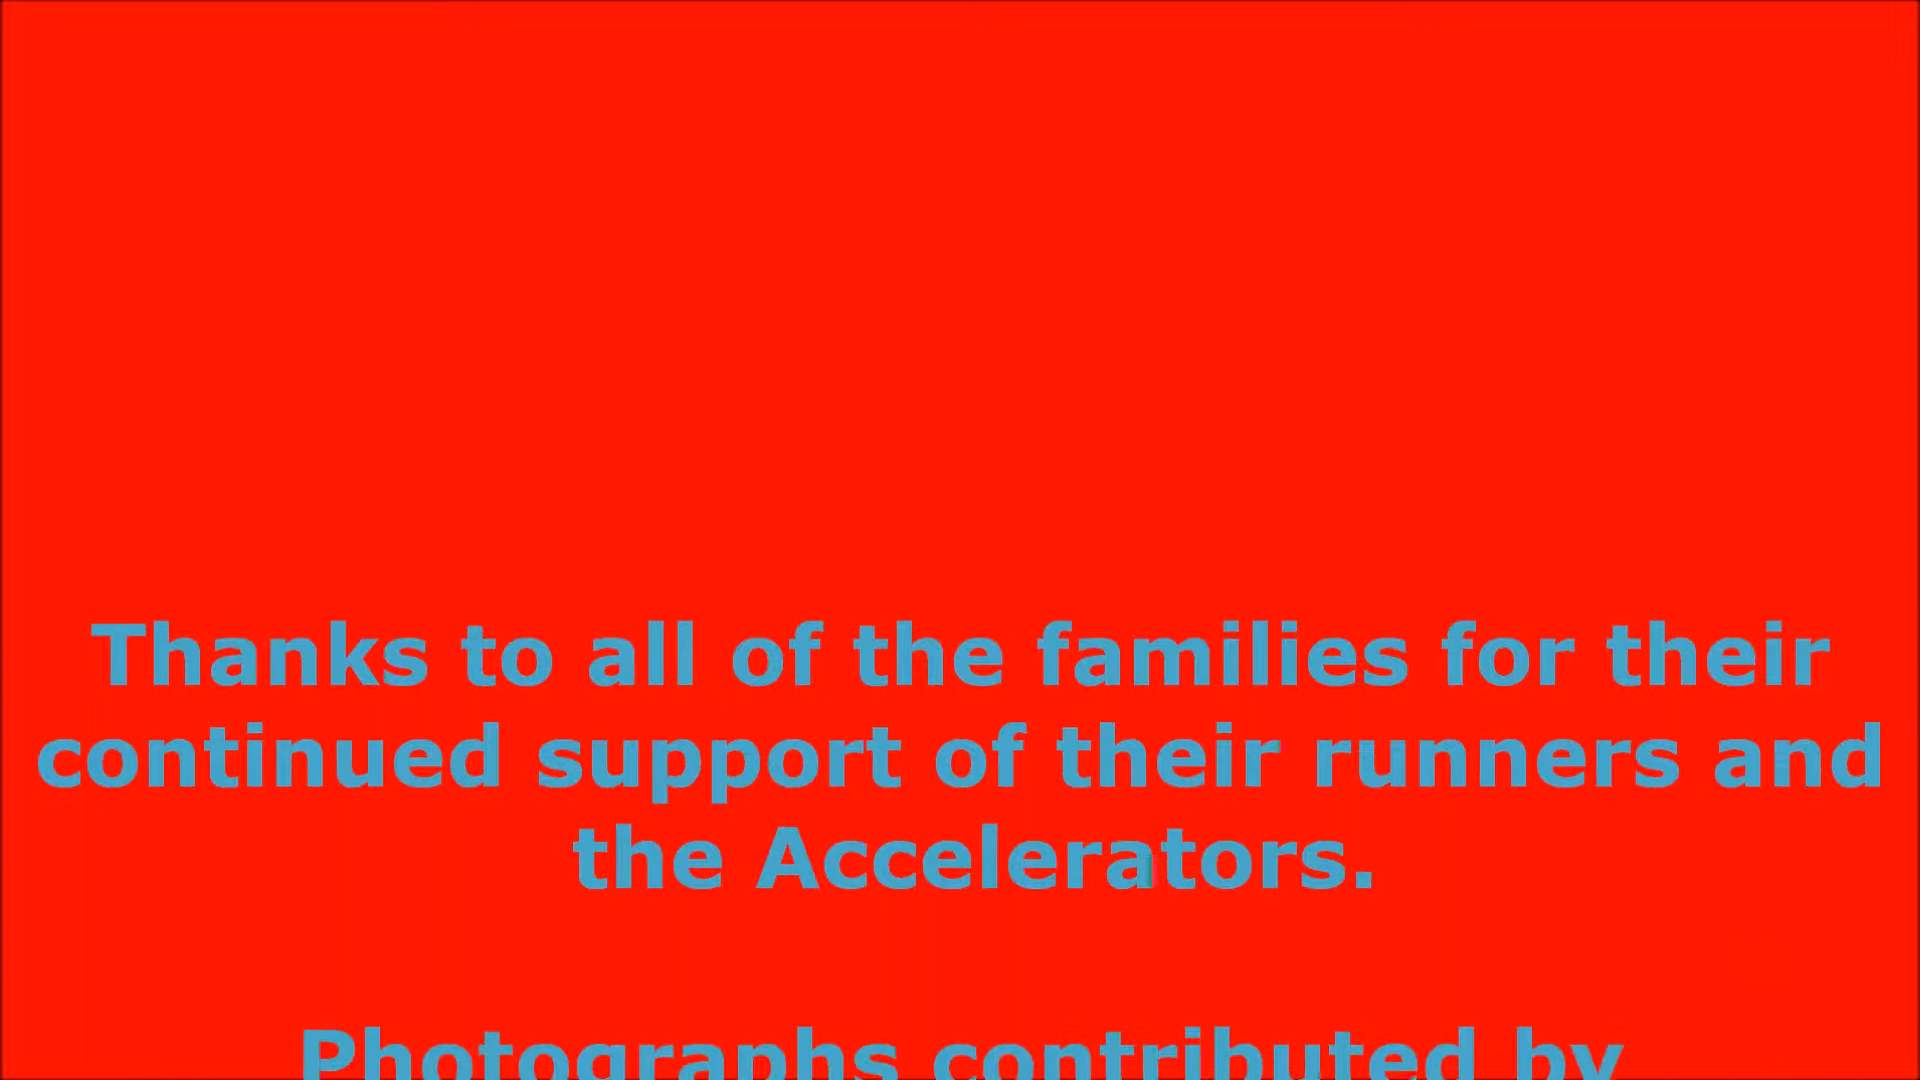 Thanks to all of the families for their
continued support of their runners and
the Accelerators.
Photographs contributed by